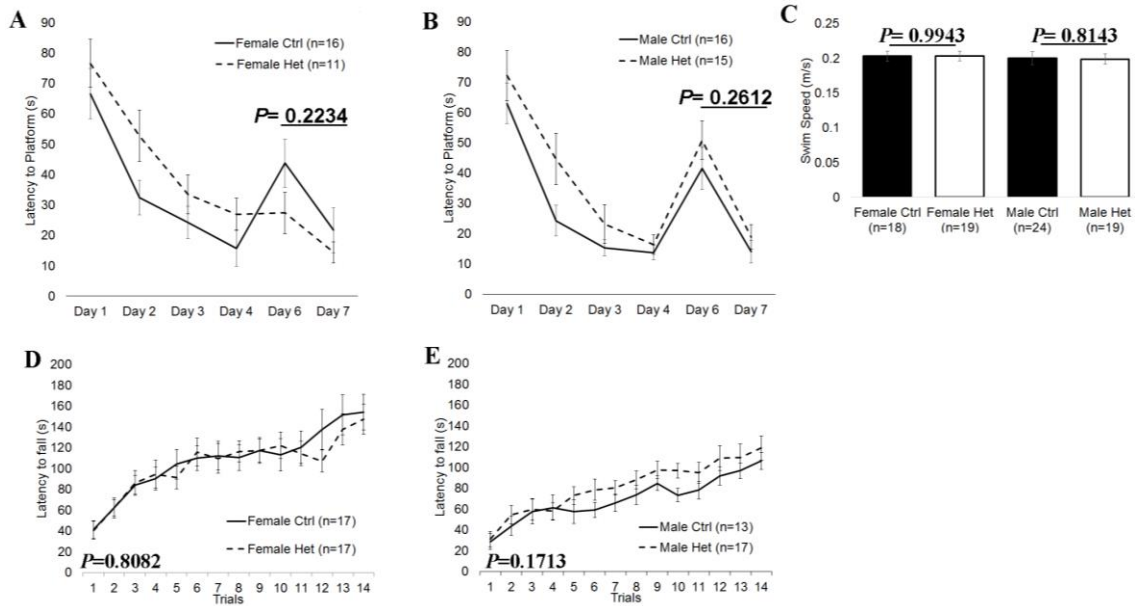 A
Latency to Platform (s)
90
80
70
60
50
40
30
20
10
0
Female Ctrl (n=16)
Female Het (n=11)
P= 0.2234
Day 1 Day 2 Day 3 Day 4 Day 6 Day 7
B
Latency to Platform (s)
90
80
70
60
50
40
30
20
10
0
Male Ctrl (n=16)
Male Het (n=15)
P= 0.2612
Day 1 Day 2 Day 3 Day 4 Day 6 Day 7
C
Swim Speed (m/s)
0.25
0.2
0.15
0.1
0.05
0
P= 0.9943 P= 0.8143
Female Ctrl Female Het Male Ctrl Male Het
(n=18) (n=19) (n=24) (n=19)
D
Latency to fall (s)
200
180
160
140
120
100
80
60
40
20
0
Female Ctrl (n=17)
Female Het (n=17)
P=0.8082
1 2 3 4 5 6 7 8 9 10 11 12 13 14
Trials
E
Latency to fall (s)
200
180
160
140
120
100
80
60
40
20
0
Male Ctrl (n=13)
Male Het (n=17)
P=0.1713
1 2 3 4 5 6 7 8 9 10 11 12 13 14
Trials